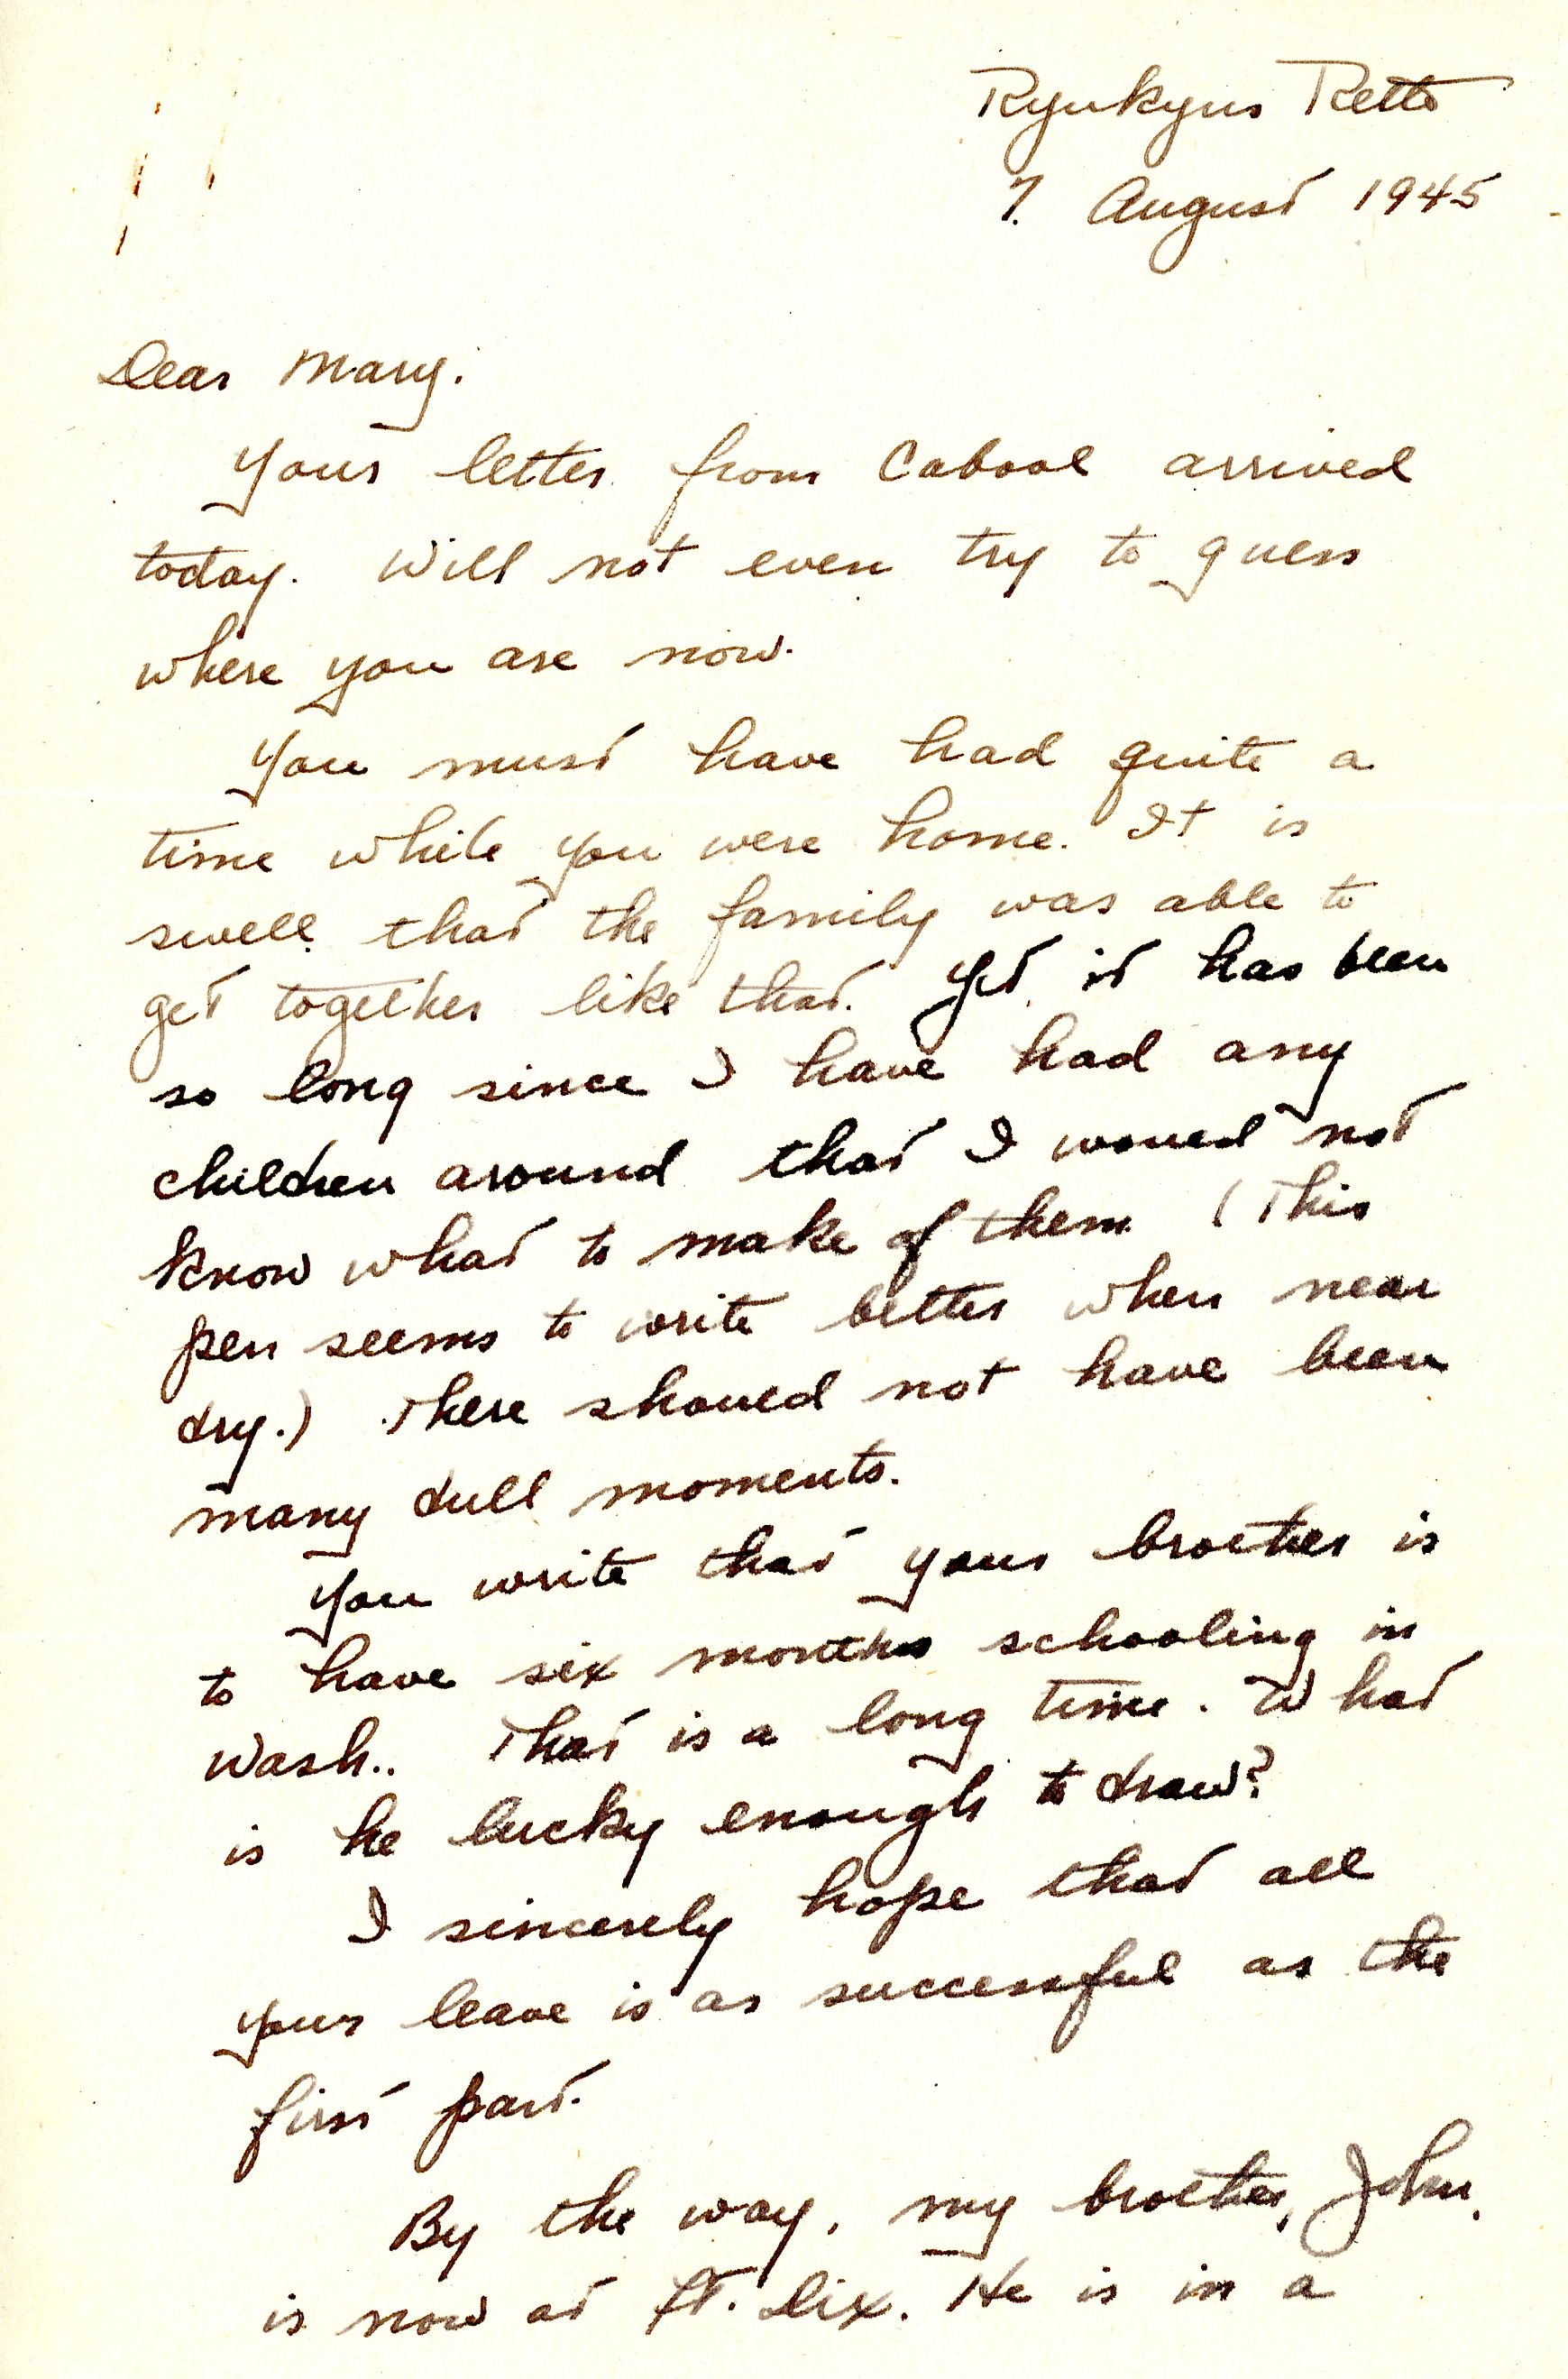 Ryukyus Retto
7. August 1945
Dear Mary.
Your letter from Cabool arrived
today. Will not even try to guess
where you are now.
You must have had quite a
time while you were home. It is
swell that the family was able to
get together like that. Yet it has been
so long since I have had any
children around that I would not
know what to make of them (This
pen seems to write better when near
dry.) There should not have been
many dull moments.
You write that your brother is
to have six months schooling in
Wash.. That is a long time. What
is he lucky enough to draw?
I sincerely hope that all
your leave is as successful as the
first part.
By the way, my brother, John,
is now at Ft. Dix. He is in a